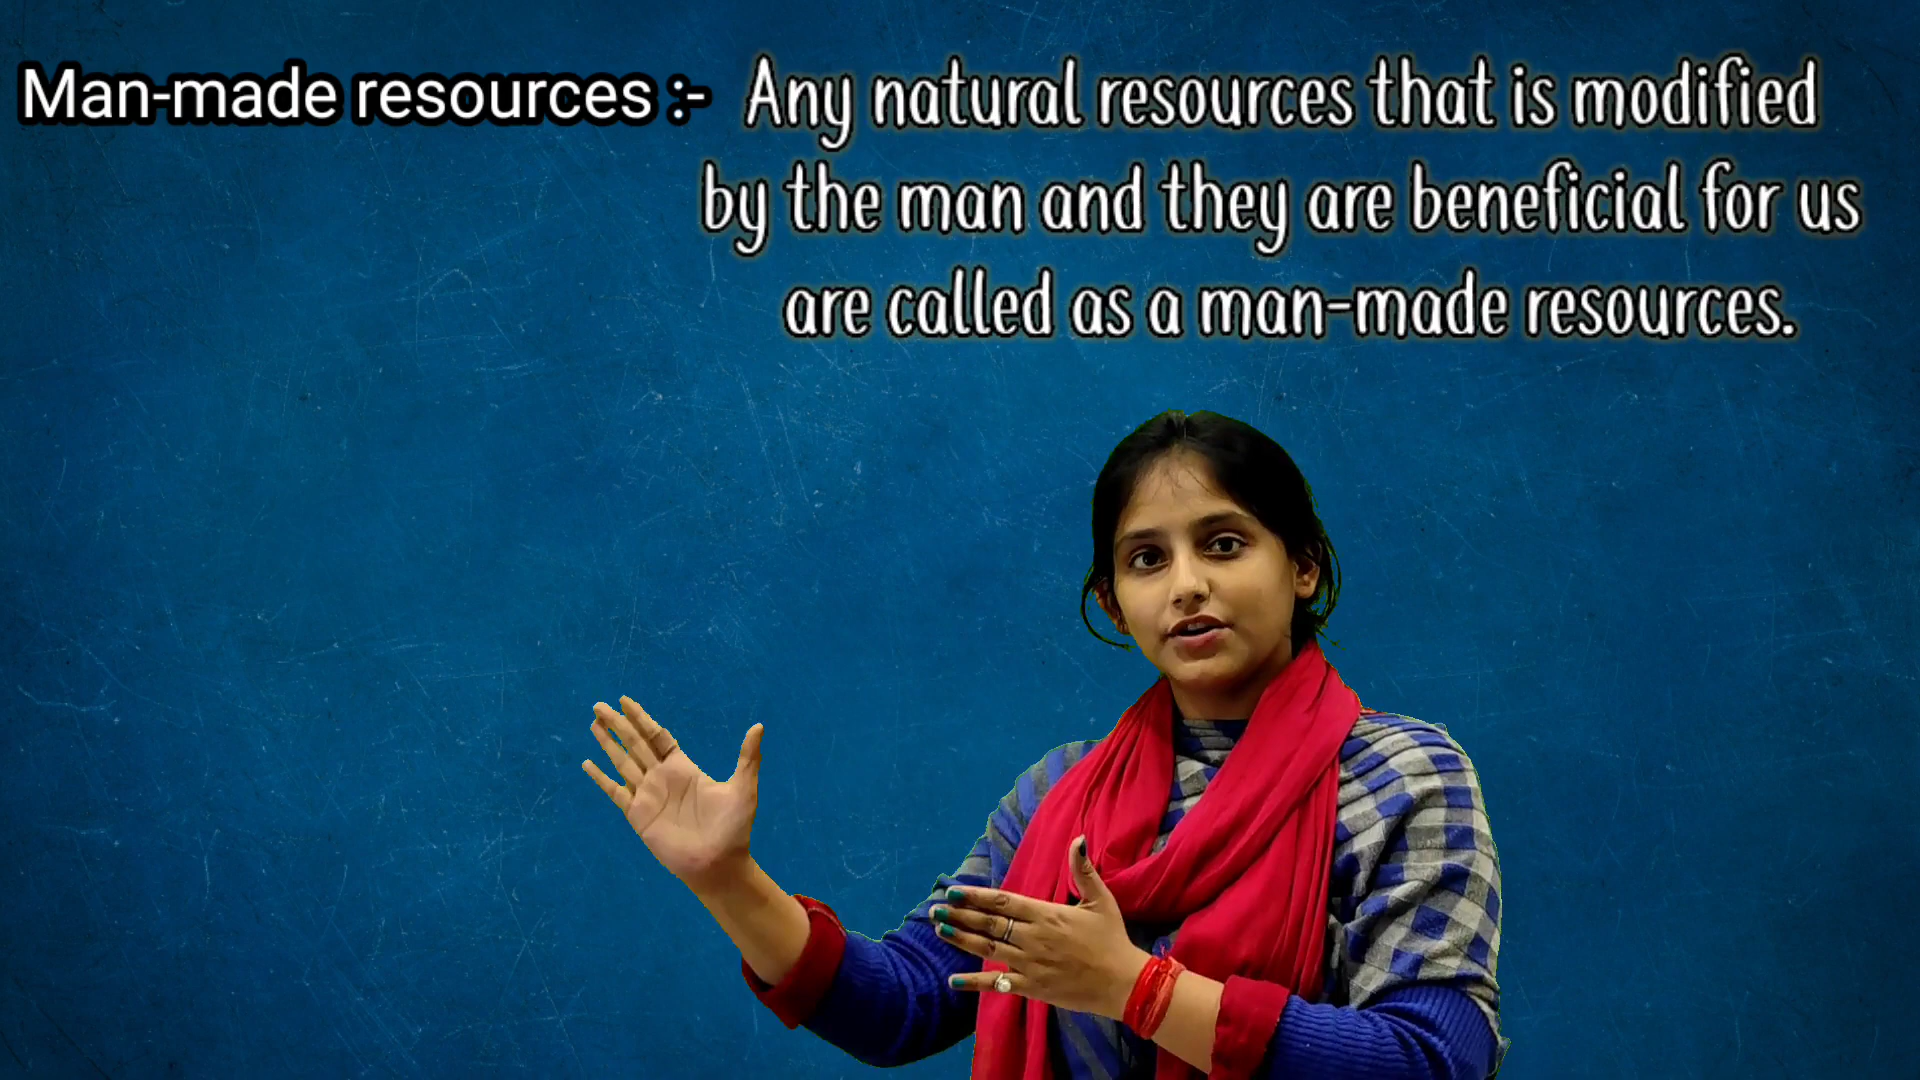 Man-made resources :- Any natural resources that is modified
by the man and they are beneficial for us
are called as a man-made resources.